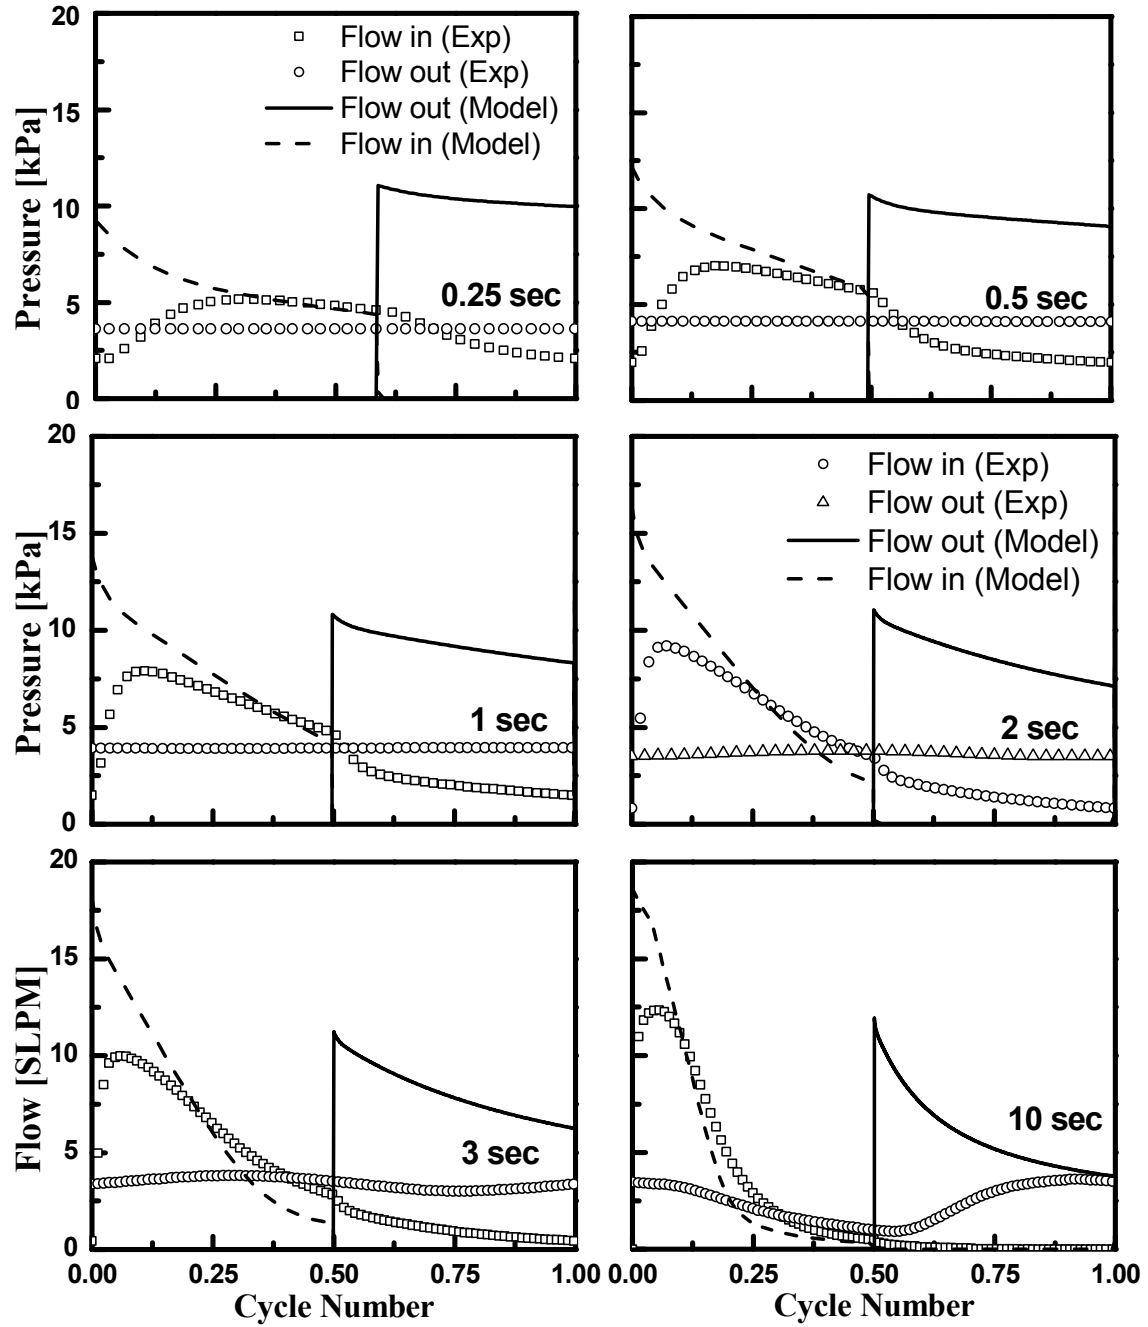 20
15
10
5
0
Pressure [kPa]
Flow in (Exp)
Flow out (Exp)
Flow out (Model)
Flow in (Model)
0.25 sec
0.5 sec
20
15
10
5
0
Pressure [kPa]
1 sec
Flow in (Exp)
Flow out (Exp)
Flow out (Model)
Flow in (Model)
2 sec
20
15
10
5
0
Flow [SLPM]
3 sec
10 sec
0.00 0.25 0.50 0.75 1.00
0.00 0.25 0.50 0.75 1.00
Cycle Number
Cycle Number